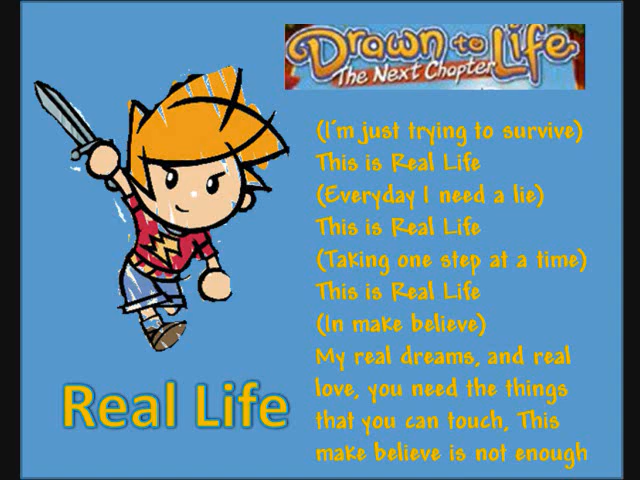 Drawn to Life
The Next Chapter
(I'm just trying to survive)
This is Real Life
(Everyday I need a lie)
This is Real Life
(Taking one step at a time)
This is Real Life
(In make believe)
My real dreams, and real
love, you need the things
that you can touch, This
make believe is not enough
Real Life